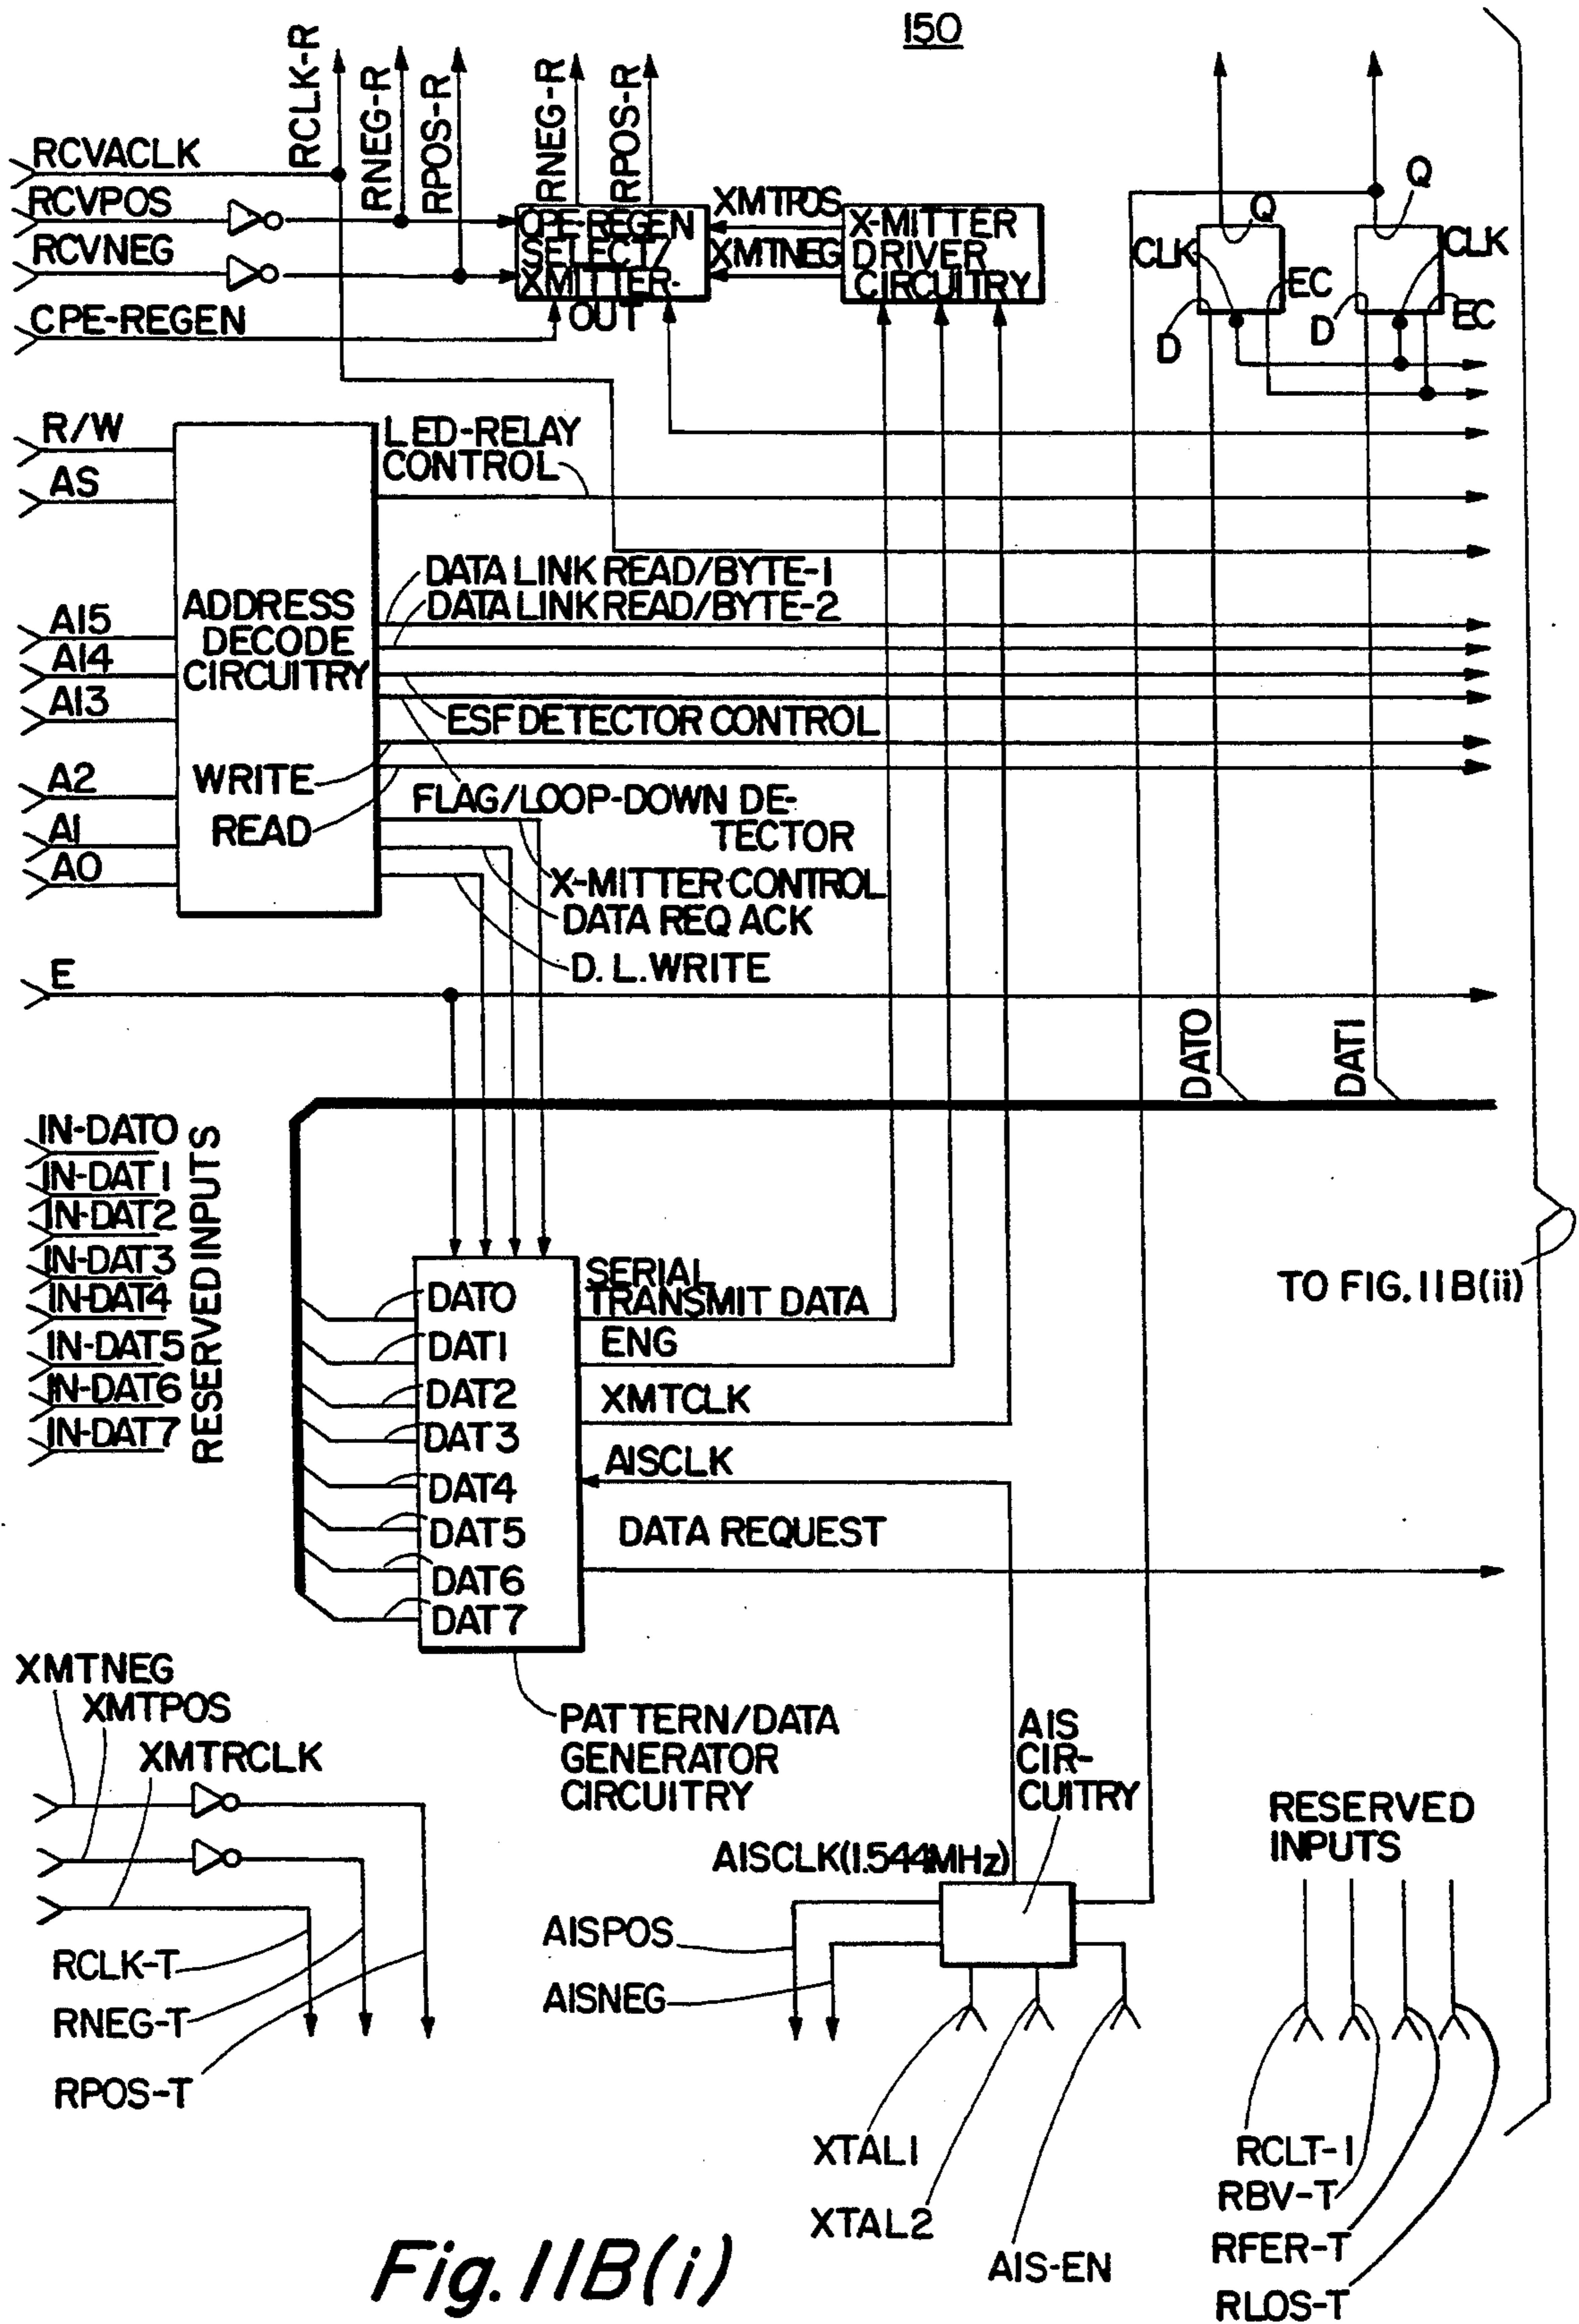 150
RCLK-R
RNEG-R
RPOS-R
RNEG-R
RPOS-R
RCVACLK
RCVPOS
RCVNEG
CPE-REGEN
CPE-REGEN
SELECT/
XMITTER-
OUT
XMTPOS
XMTNEG
X-MITTER
DRIVER
CIRCUITRY
Q
CLK
EC
D
Q
CLK
EC
D
R/W
AS
A15
A14
A13
A2
A1
A0
ADDRESS
DECODE
CIRCUITRY
WRITE
READ
LED-RELAY
CONTROL
DATA LINK READ/BYTE-1
DATA LINK READ/BYTE-2
ESF DETECTOR CONTROL
FLAG/LOOP-DOWN DE-
TECTOR
X-MITTER CONTROL
DATA REQ ACK
D. L. WRITE
E
DAT0
DAT1
IN-DAT0
IN-DAT1
IN-DAT2
IN-DAT3
IN-DAT4
IN-DAT5
IN-DAT6
IN-DAT7
RESERVED INPUTS
TO FIG. 11B(ii)
DAT0
DAT1
DAT2
DAT3
DAT4
DAT5
DAT6
DAT7
SERIAL
TRANSMIT DATA
ENG
XMTCLK
AISCLK
DATA REQUEST
PATTERN/DATA
GENERATOR
CIRCUITRY
XMTNEG
XMTPOS
XMTRCLK
RCLK-T
RNEG-T
RPOS-T
AIS
CIR-
CUITRY
AISCLK(1.544MHz)
AISPOS
AISNEG
XTAL1
XTAL2
AIS-EN
RESERVED
INPUTS
RCLT-1
RBV-T
RFER-T
RLOS-T
Fig. 11B(i)